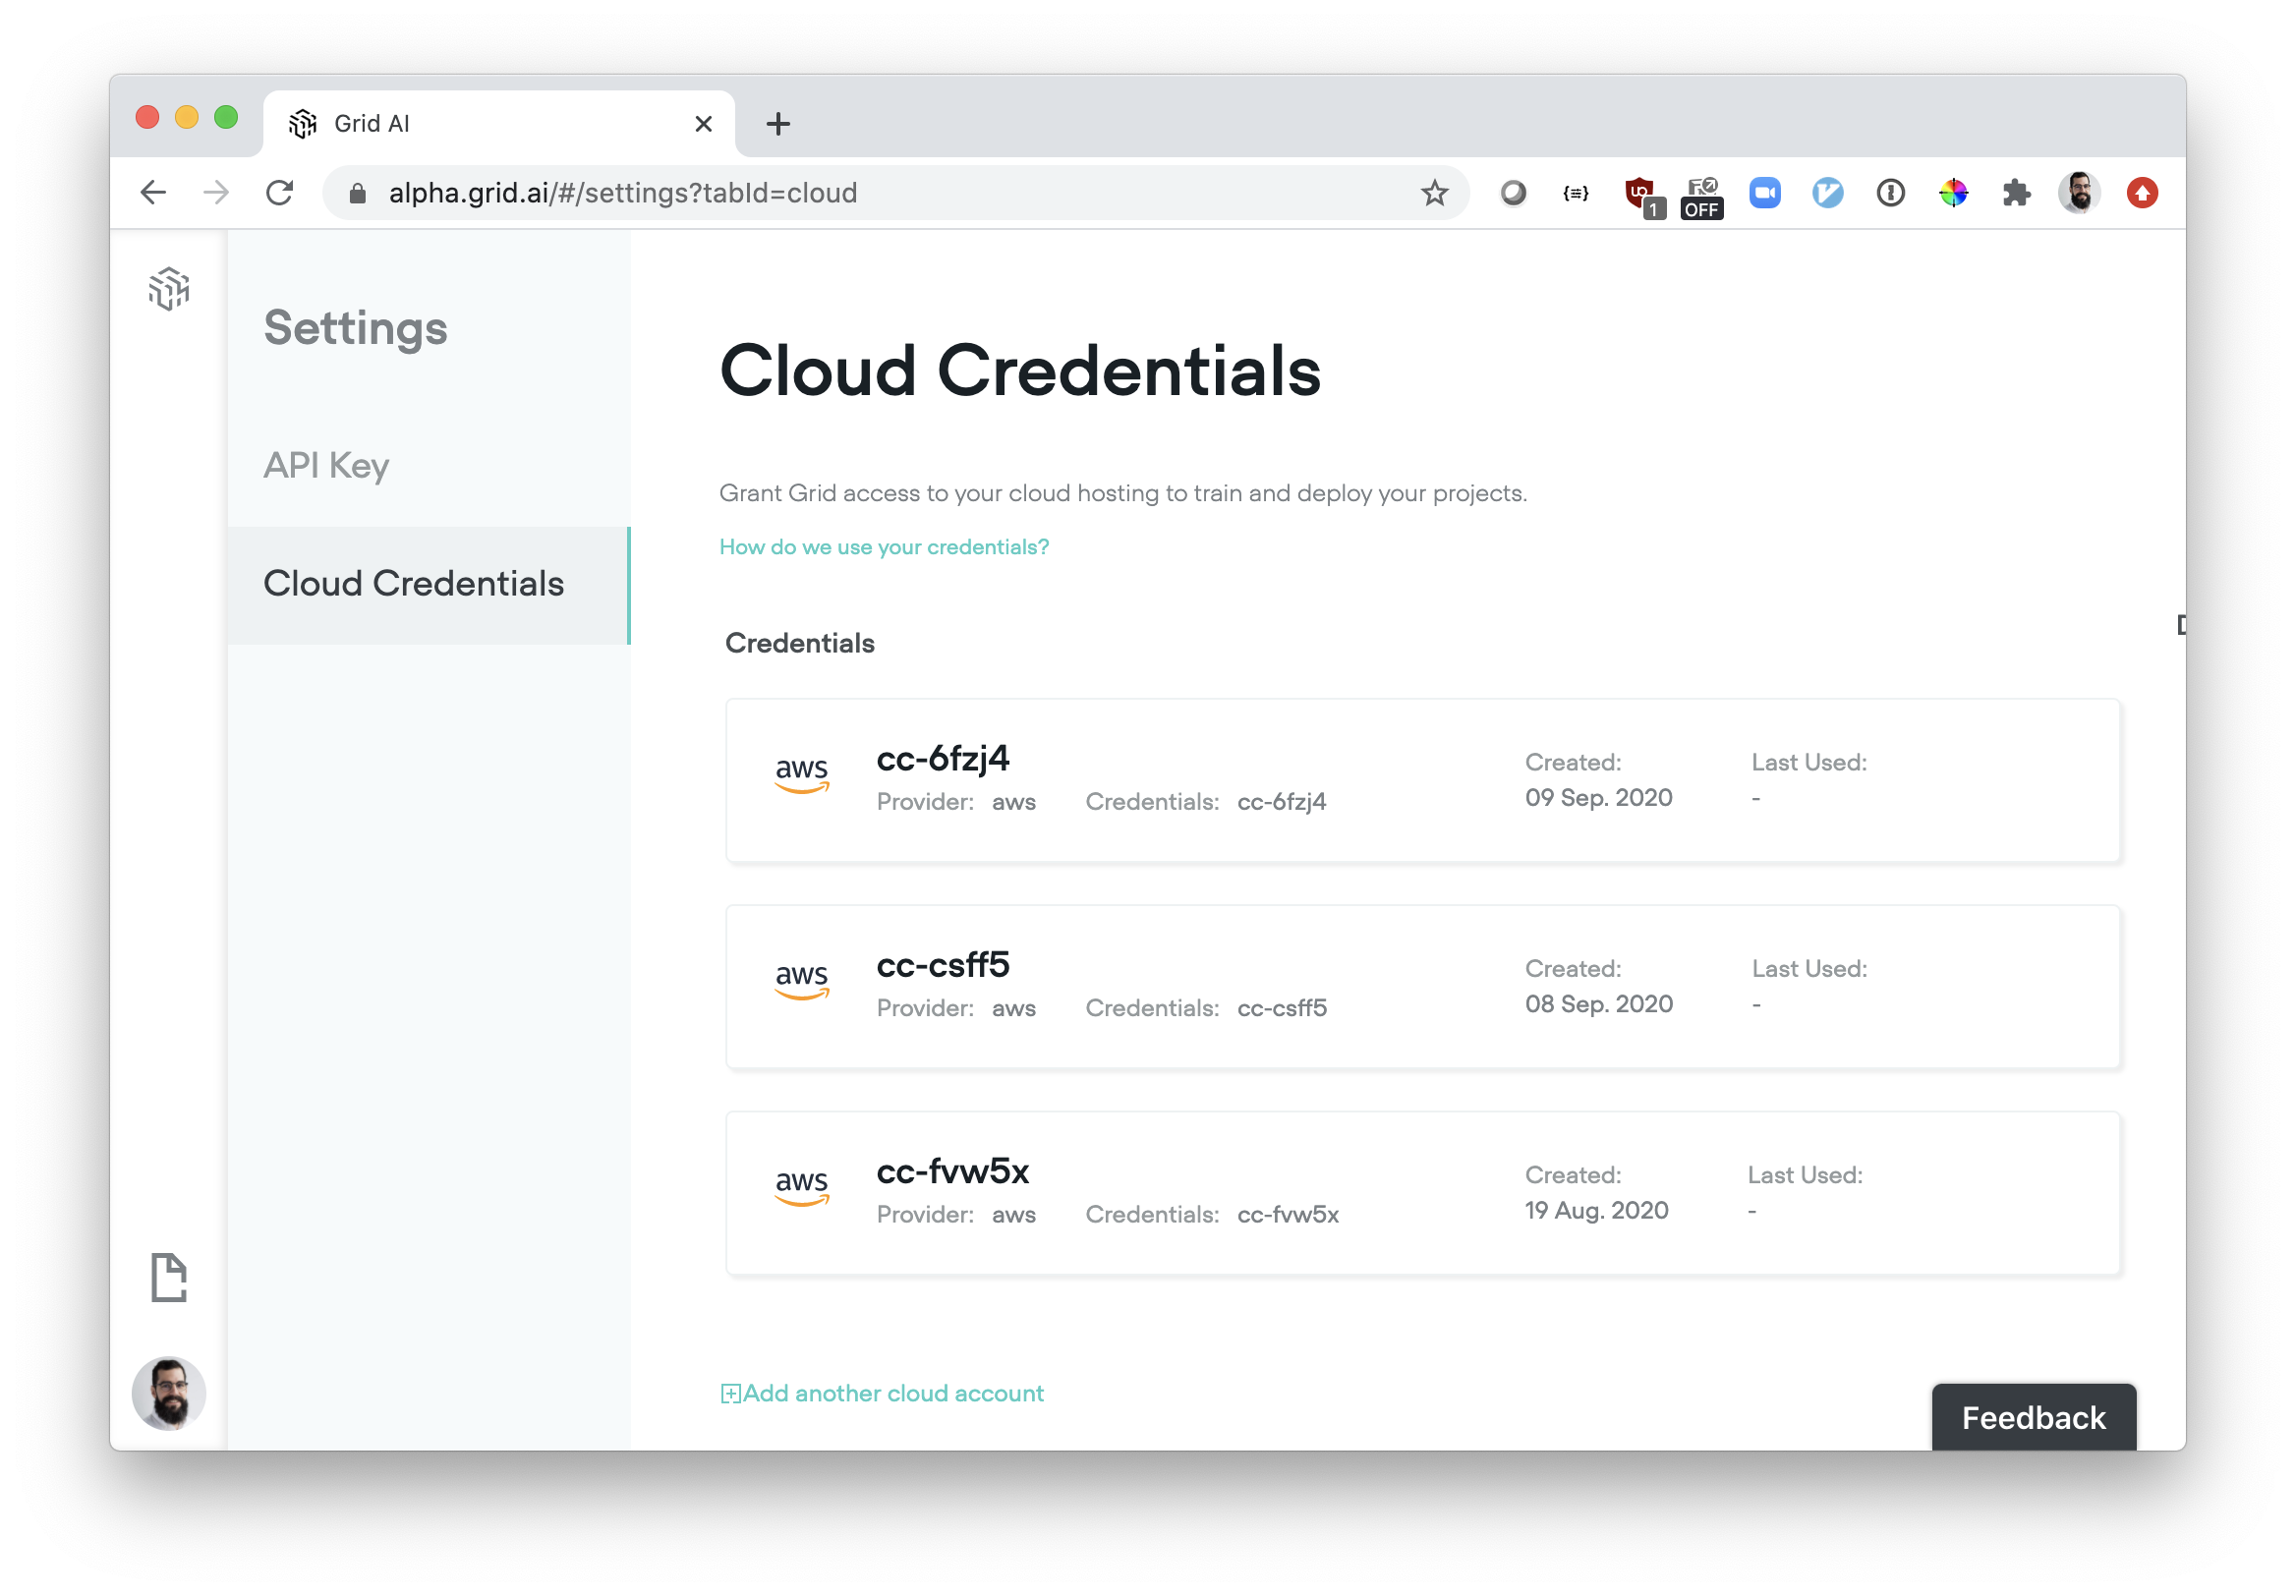 Grid AI
alpha.grid.ai/#/settings?tabId=cloud
1
OFF
Settings
API Key
Cloud Credentials
Cloud Credentials
Grant Grid access to your cloud hosting to train and deploy your projects.
How do we use your credentials?
Credentials
aws
cc-6fzj4
Provider: aws Credentials: cc-6fzj4
Created:
09 Sep. 2020
Last Used:
-
aws
cc-csff5
Provider: aws Credentials: cc-csff5
Created:
08 Sep. 2020
Last Used:
-
aws
cc-fvw5x
Provider: aws Credentials: cc-fvw5x
Created:
19 Aug. 2020
Last Used:
-
Add another cloud account
Feedback